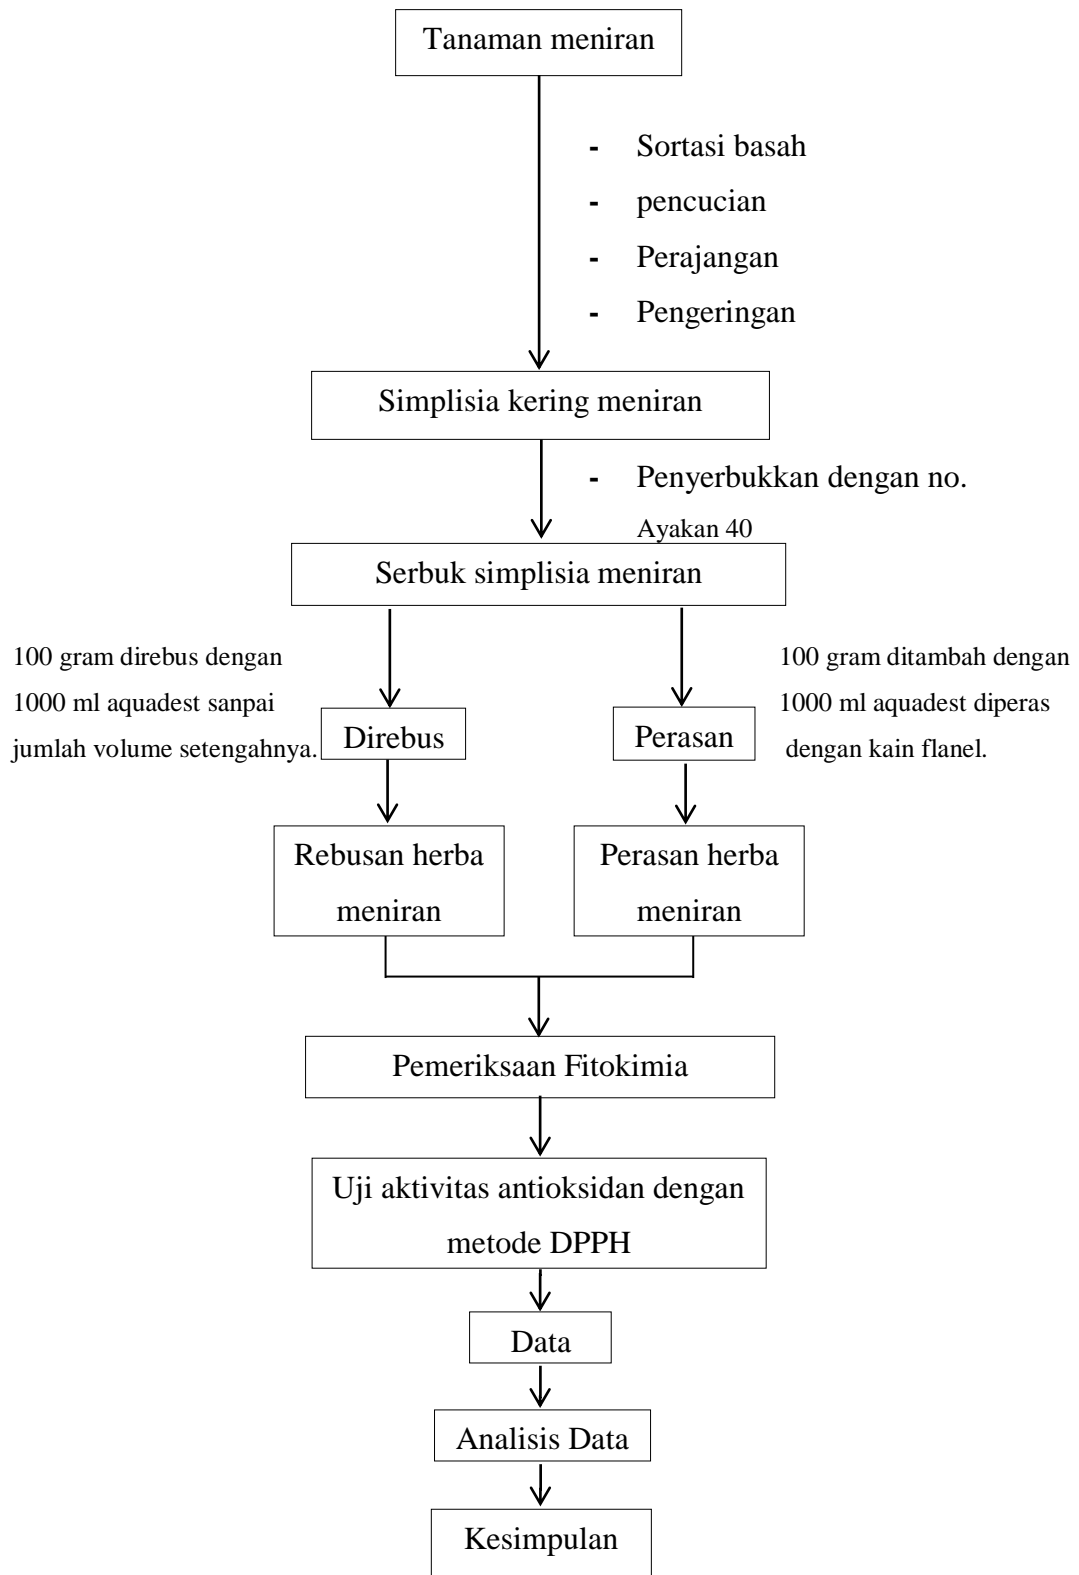 Tanaman meniran
- Sortasi basah
- pencucian
- Perajangan
- Pengeringan
Simplisia kering meniran
- Penyerbukkan dengan no.
Ayakan 40
Serbuk simplisia meniran
100 gram direbus dengan
1000 ml aquadest sanpai
jumlah volume setengahnya.
Direbus
Perasan
100 gram ditambah dengan
1000 ml aquadest diperas
dengan kain flanel.
Rebusan herba
meniran
Perasan herba
meniran
Pemeriksaan Fitokimia
Uji aktivitas antioksidan dengan
metode DPPH
Data
Analisis Data
Kesimpulan